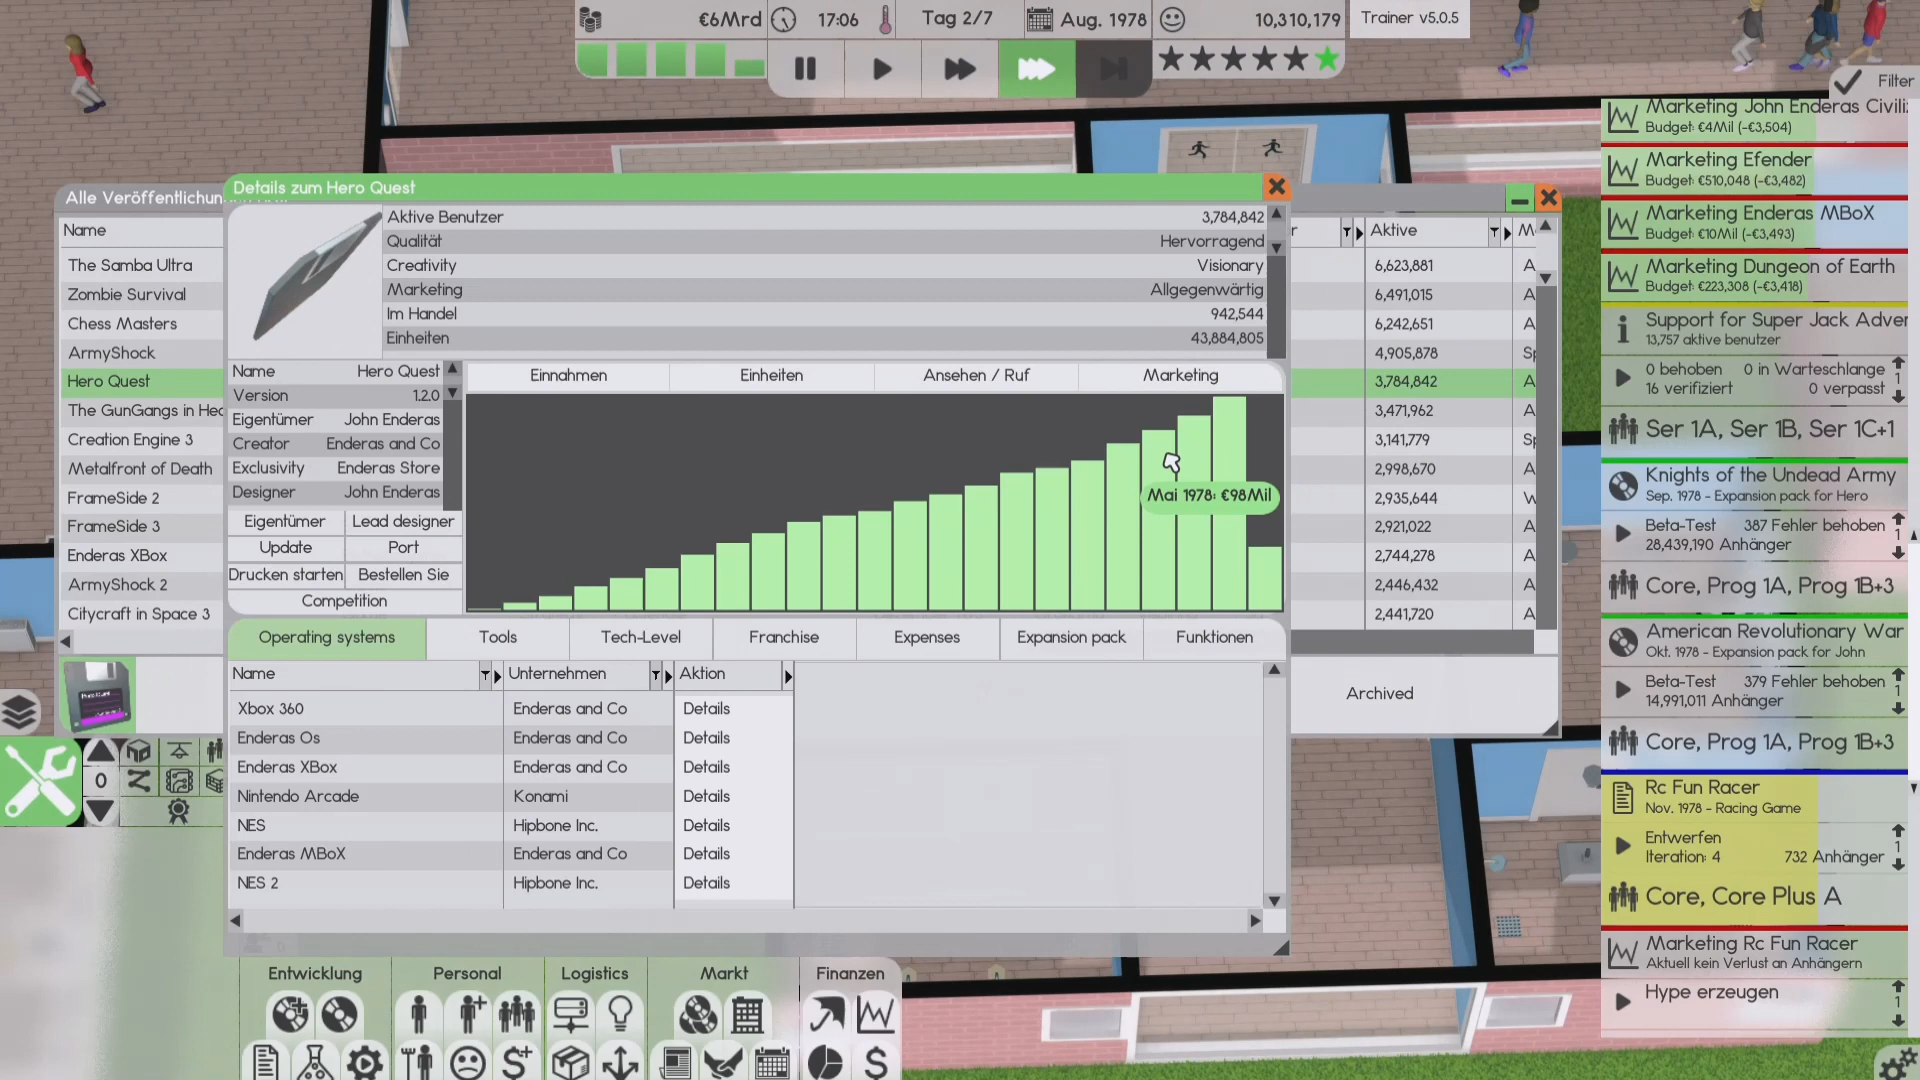 €6Mrd
17:06
Tag 2/7
Aug. 1978
10,310,179
Trainer v5.0.5
Filter
Alle Veröffentlichun
Name
The Samba Ultra
Zombie Survival
Chess Masters
ArmyShock
Hero Quest
The GunGangs in Hea
Creation Engine 3
Metalfront of Death
FrameSide 2
FrameSide 3
Enderas XBox
ArmyShock 2
Citycraft in Space 3
0
Details zum Hero Quest
Aktive Benutzer 3,784,842
Qualität Hervorragend
Creativity Visionary
Marketing Allgegenwärtig
Im Handel 942,544
Einheiten 43,884,805
Name Hero Quest
Version 1.2.0
Eigentümer John Enderas
Creator Enderas and Co
Exclusivity Enderas Store
Designer John Enderas
Eigentümer Lead designer
Update Port
Drucken starten Bestellen Sie
Competition
Einnahmen Einheiten Ansehen / Ruf Marketing
Mai 1978: €98Mil
Operating systems Tools Tech-Level Franchise Expenses Expansion pack Funktionen
Name Unternehmen Aktion
Xbox 360 Enderas and Co Details
Enderas Os Enderas and Co Details
Enderas XBox Enderas and Co Details
Nintendo Arcade Konami Details
NES Hipbone Inc. Details
Enderas MBoX Enderas and Co Details
NES 2 Hipbone Inc. Details
r Aktive M
6,623,881 A
6,491,015 A
6,242,651 A
4,905,878 Sp
3,784,842 A
3,471,962 A
3,141,779 Sp
2,998,670 A
2,935,644 W
2,921,022 A
2,744,278 A
2,446,432 A
2,441,720 A
Archived
Marketing John Enderas Civiliz
Budget: €4Mil (-€3,504)
Marketing Efender
Budget: €510,048 (-€3,482)
Marketing Enderas MBoX
Budget: €10Mil (-€3,493)
Marketing Dungeon of Earth
Budget: €223,308 (-€3,418)
Support for Super Jack Adver
13,757 aktive benutzer
0 behoben 0 in Warteschlange
16 verifiziert 0 verpasst
1
Ser 1A, Ser 1B, Ser 1C+1
Knights of the Undead Army
Sep. 1978 - Expansion pack for Hero
Beta-Test 387 Fehler behoben
28,439,190 Anhänger
1
Core, Prog 1A, Prog 1B+3
American Revolutionary War
Okt. 1978 - Expansion pack for John
Beta-Test 379 Fehler behoben
14,991,011 Anhänger
1
Core, Prog 1A, Prog 1B+3
Rc Fun Racer
Nov. 1978 - Racing Game
Entwerfen
Iteration: 4 732 Anhänger
1
Core, Core Plus A
Marketing Rc Fun Racer
Aktuell kein Verlust an Anhängern
Hype erzeugen
1
Entwicklung Personal Logistics Markt Finanzen